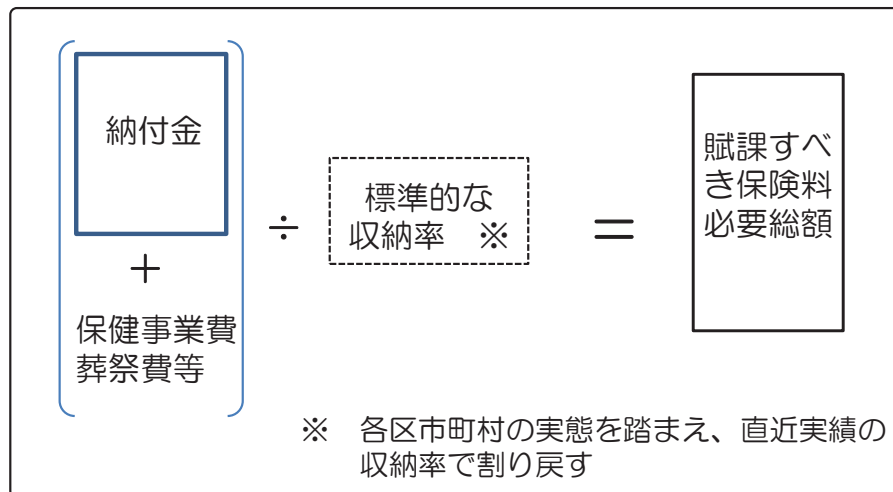 納付金
＋
保健事業費
葬祭費等
÷
標準的な
収納率　※
＝
賦課すべ
き保険料
必要総額
※　各区市町村の実態を踏まえ、直近実績の
収納率で割り戻す